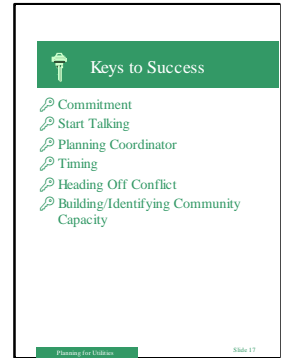 Keys to Success
Commitment
Start Talking
Planning Coordinator
Timing
Heading Off Conflict
Building/Identifying Community
Capacity
Planning for Utilities
Slide 17